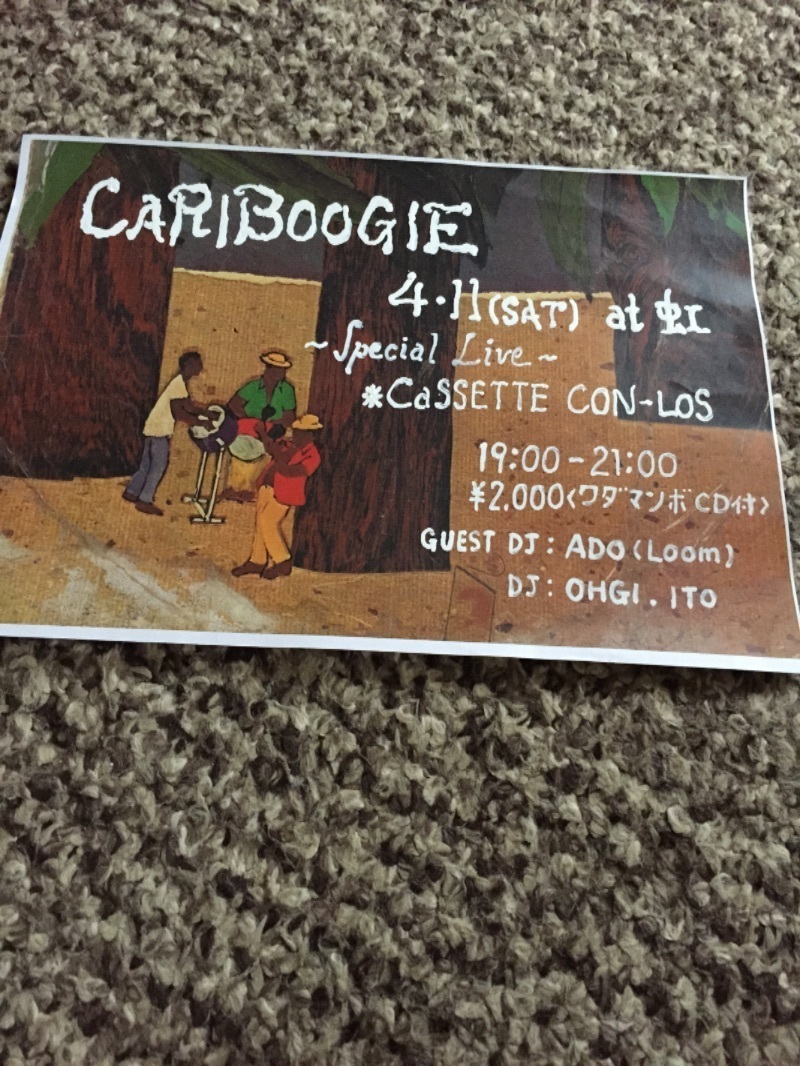 CARIBOOGIE
4.11(SAT) at 虹
~Special Live~
*CaSSETTE CON-LOS
19:00-21:00
¥2.000<ワダマンボCD付>
GUEST DJ: ADO(Loom)
DJ: OHGI.ITO